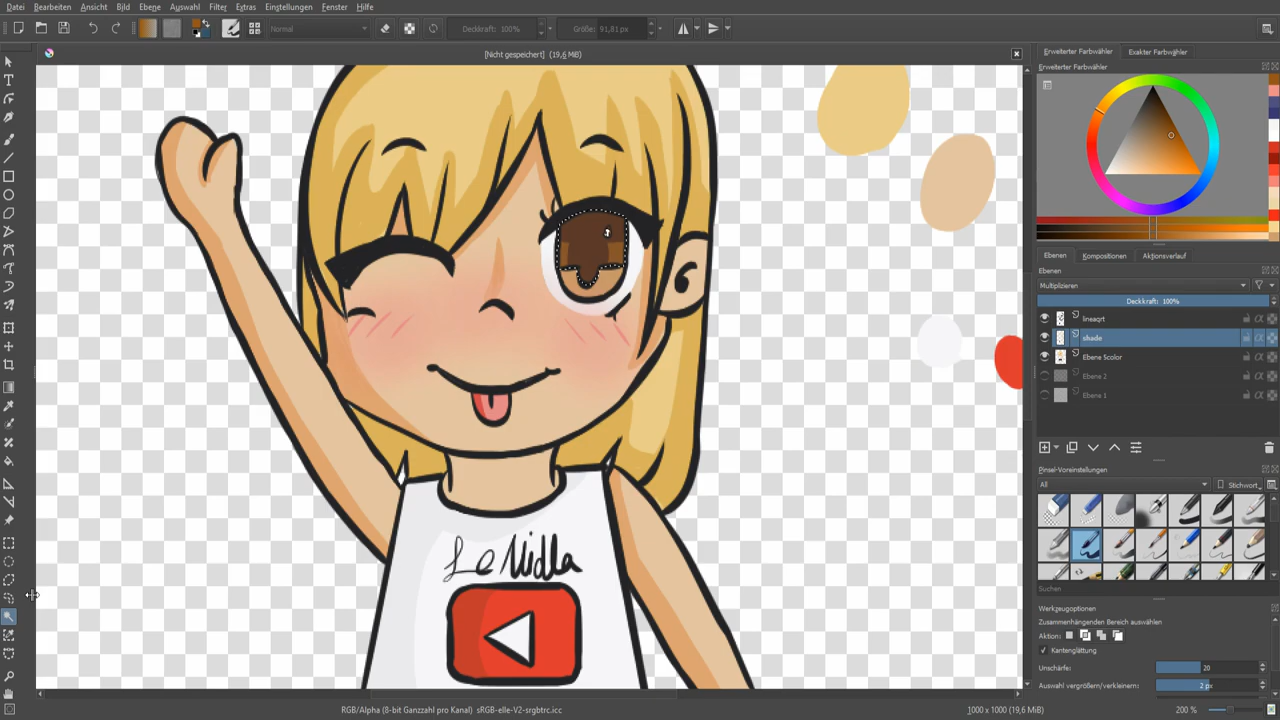 Datei Bearbeiten Ansicht Bild Ebene Auswahl Filter Extras Einstellungen Fenster Hilfe
Normal Deckkraft: 100% Größe: 91,81 px
[Nicht gespeichert] (19,6 MiB)
Erweiterter Farbwähler Exakter Farbwähler
Erweiterter Farbwähler
Ebenen Kompositionen Aktionsverlauf
Ebenen
Multiplizieren
Deckkraft: 100%
lineaqrt
shade
Ebene 5color
Ebene 2
Ebene 1
Pinsel-Voreinstellungen
All Stichwort
Suchen
Werkzeugoptionen
Zusammenhängenden Bereich auswählen
Aktion:
Kantenglättung
Unschärfe: 20
Auswahl vergrößern/verkleinern: 2 px
RGB/Alpha (8-bit Ganzzahl pro Kanal) sRGB-elle-V2-srgbtrc.icc 1000 x 1000 (19,6 MiB) 200 %